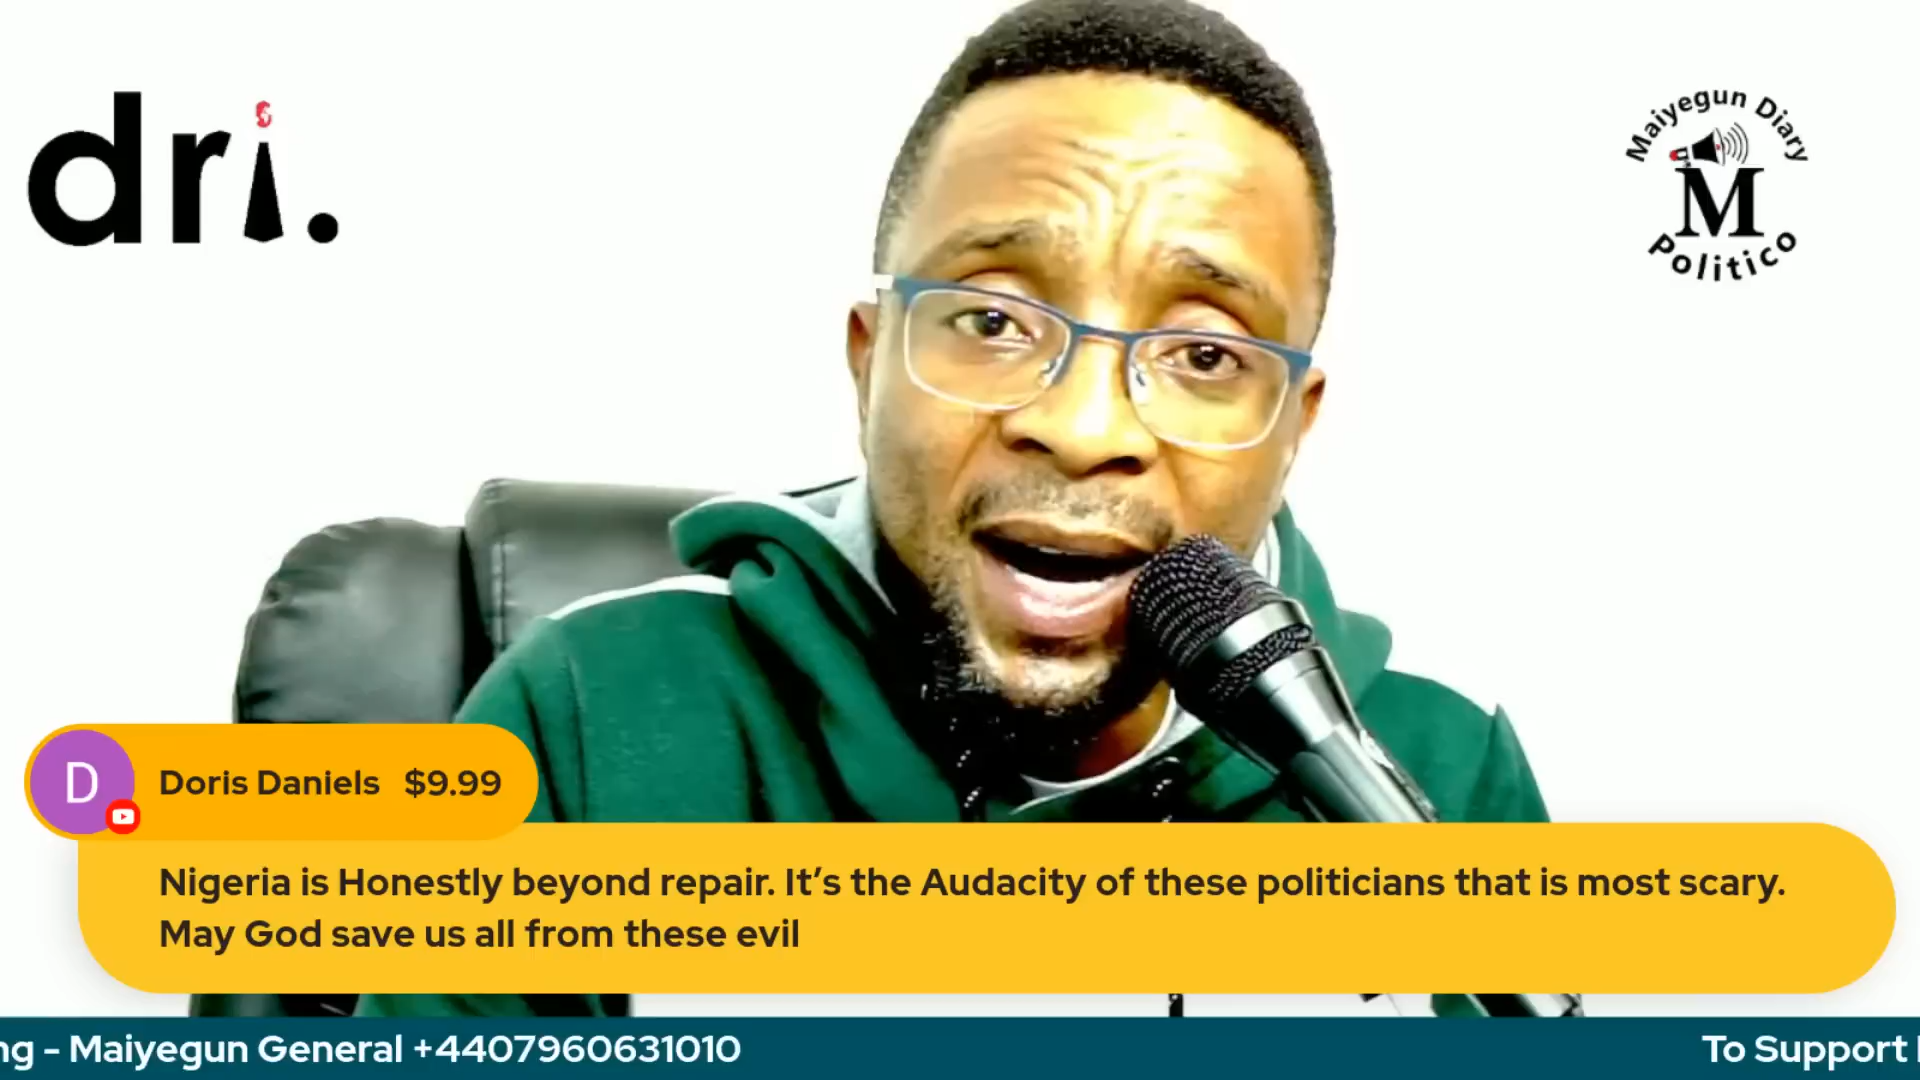 dri.
Maiyegun Diary
M
Politico
D
Doris Daniels $9.99
Nigeria is Honestly beyond repair. It's the Audacity of these politicians that is most scary.
May God save us all from these evil
ng - Maiyegun General +4407960631010
To Support